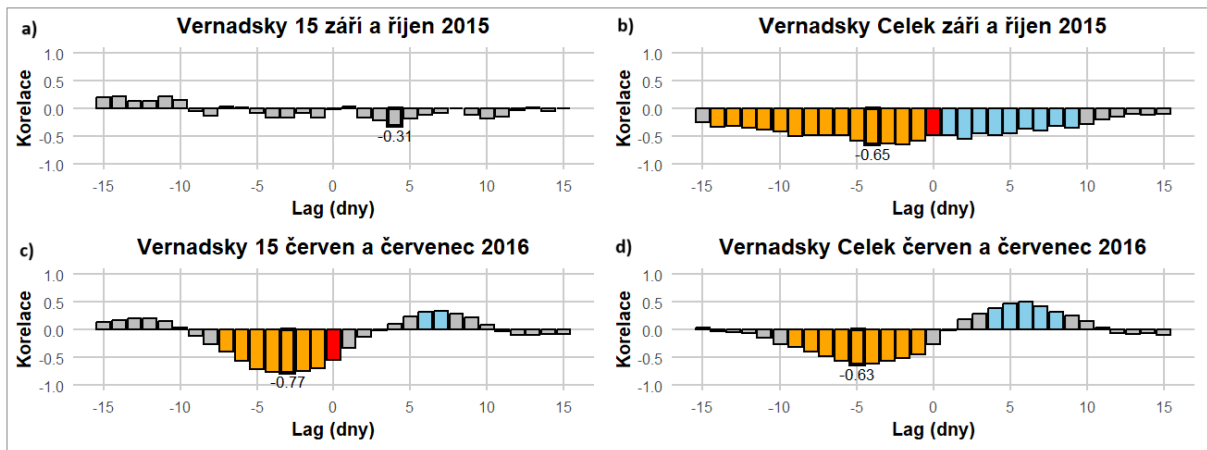 a) Vernadsky 15 září a říjen 2015
1.0
0.5
0.0
-0.5
-1.0
Korelace
-0.31
-15 -10 -5 0 5 10 15
Lag (dny)
b) Vernadsky Celek září a říjen 2015
1.0
0.5
0.0
-0.5
-1.0
Korelace
-0.65
-15 -10 -5 0 5 10 15
Lag (dny)
c) Vernadsky 15 červen a červenec 2016
1.0
0.5
0.0
-0.5
-1.0
Korelace
-0.77
-15 -10 -5 0 5 10 15
Lag (dny)
d) Vernadsky Celek červen a červenec 2016
1.0
0.5
0.0
-0.5
-1.0
Korelace
-0.63
-15 -10 -5 0 5 10 15
Lag (dny)